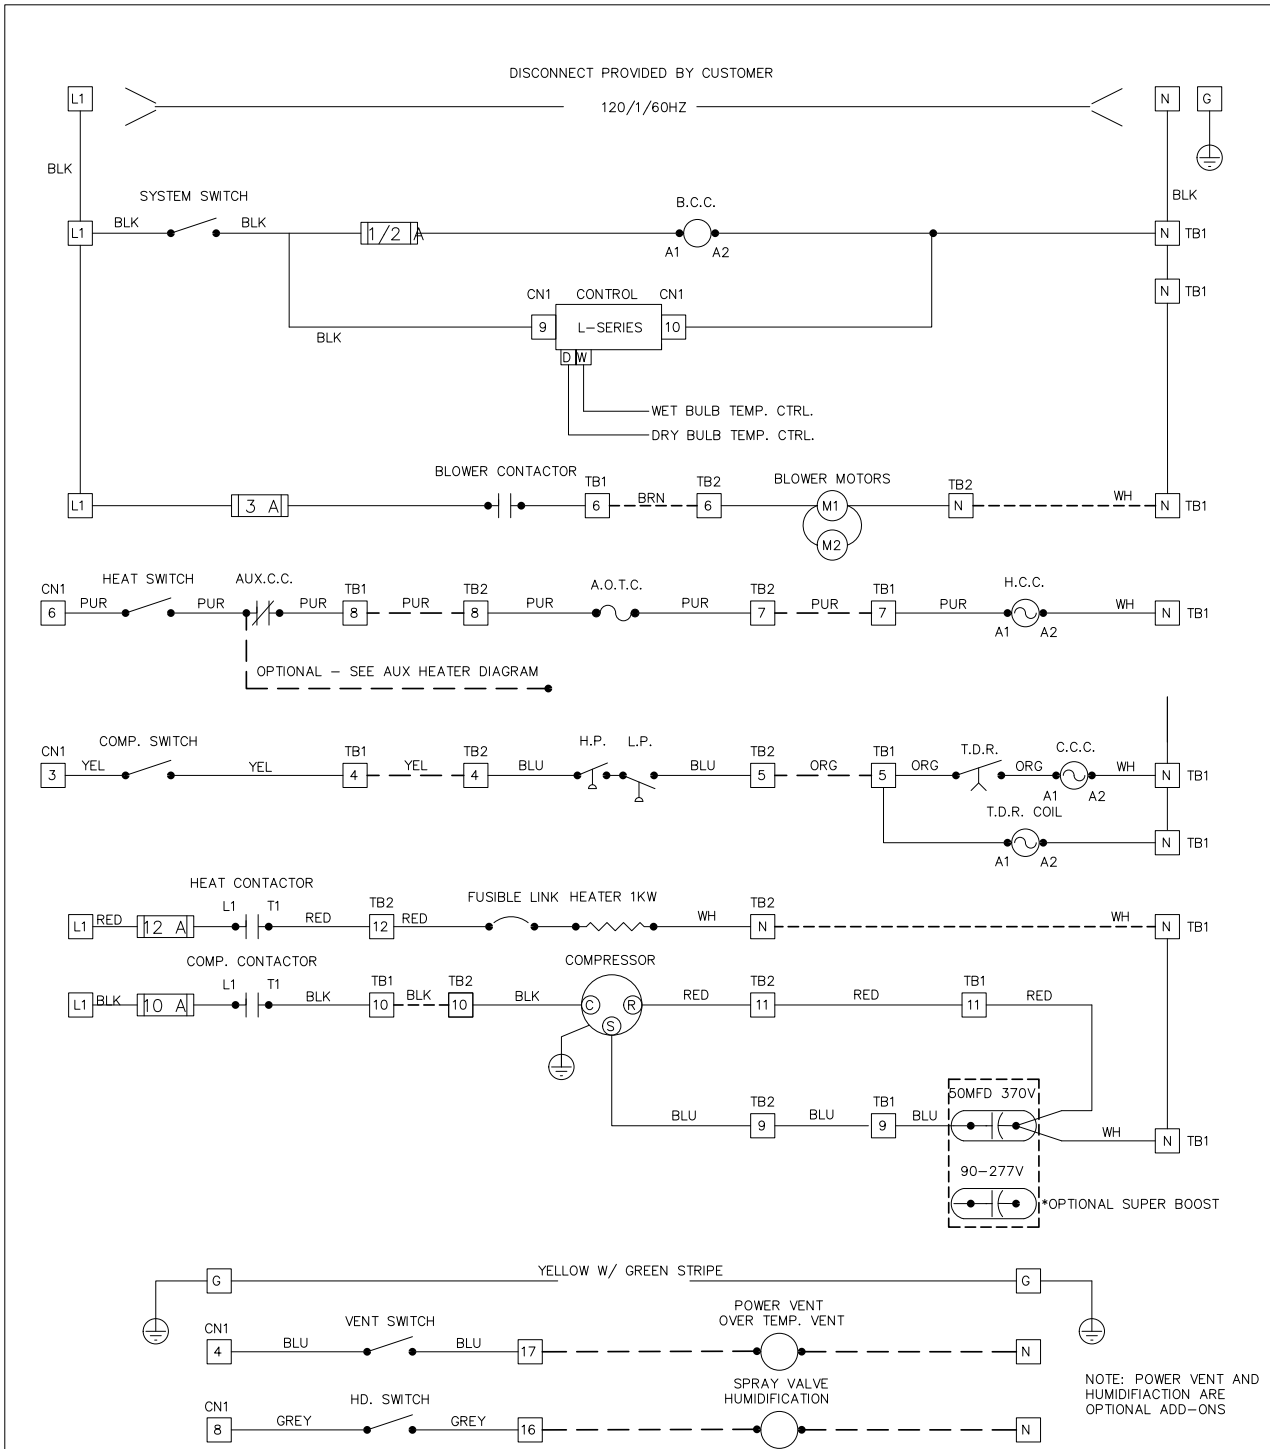 DISCONNECT PROVIDED BY CUSTOMER
L1 120/1/60HZ N G
BLK
SYSTEM SWITCH B.C.C. BLK
L1 BLK BLK 1/2 A A1 A2 N TB1
N TB1
CN1 CONTROL CN1
9 L-SERIES 10
BLK
D W
WET BULB TEMP. CTRL.
DRY BULB TEMP. CTRL.
BLOWER CONTACTOR TB1 TB2 BLOWER MOTORS TB2
L1 3 A 6 BRN 6 M1 N WH N TB1
M2
CN1 HEAT SWITCH AUX.C.C. TB1 TB2 A.O.T.C. TB2 TB1 H.C.C.
6 PUR PUR PUR 8 PUR 8 PUR PUR 7 PUR 7 PUR WH N TB1
A1 A2
OPTIONAL - SEE AUX HEATER DIAGRAM
CN1 COMP. SWITCH TB1 TB2 H.P. L.P. TB2 TB1 T.D.R. C.C.C.
3 YEL YEL 4 YEL 4 BLU BLU 5 ORG 5 ORG ORG WH N TB1
A1 A2
T.D.R. COIL
N TB1
A1 A2
HEAT CONTACTOR
L1 T1 TB2 FUSIBLE LINK HEATER 1KW TB2
L1 RED 12 A RED 12 RED WH N WH N TB1
COMP. CONTACTOR COMPRESSOR
L1 T1 TB1 TB2 TB2 TB1
L1 BLK 10 A BLK 10 BLK 10 BLK C R RED 11 RED 11 RED
S
50MFD 370V
TB2 TB1
BLU 9 BLU 9 BLU WH N TB1
90-277V
*OPTIONAL SUPER BOOST
G YELLOW W/ GREEN STRIPE G
POWER VENT
CN1 VENT SWITCH OVER TEMP. VENT
4 BLU BLU 17 N
SPRAY VALVE
CN1 HD. SWITCH HUMIDIFICATION
8 GREY GREY 16 N
NOTE: POWER VENT AND
HUMIDIFIACTION ARE
OPTIONAL ADD-ONS